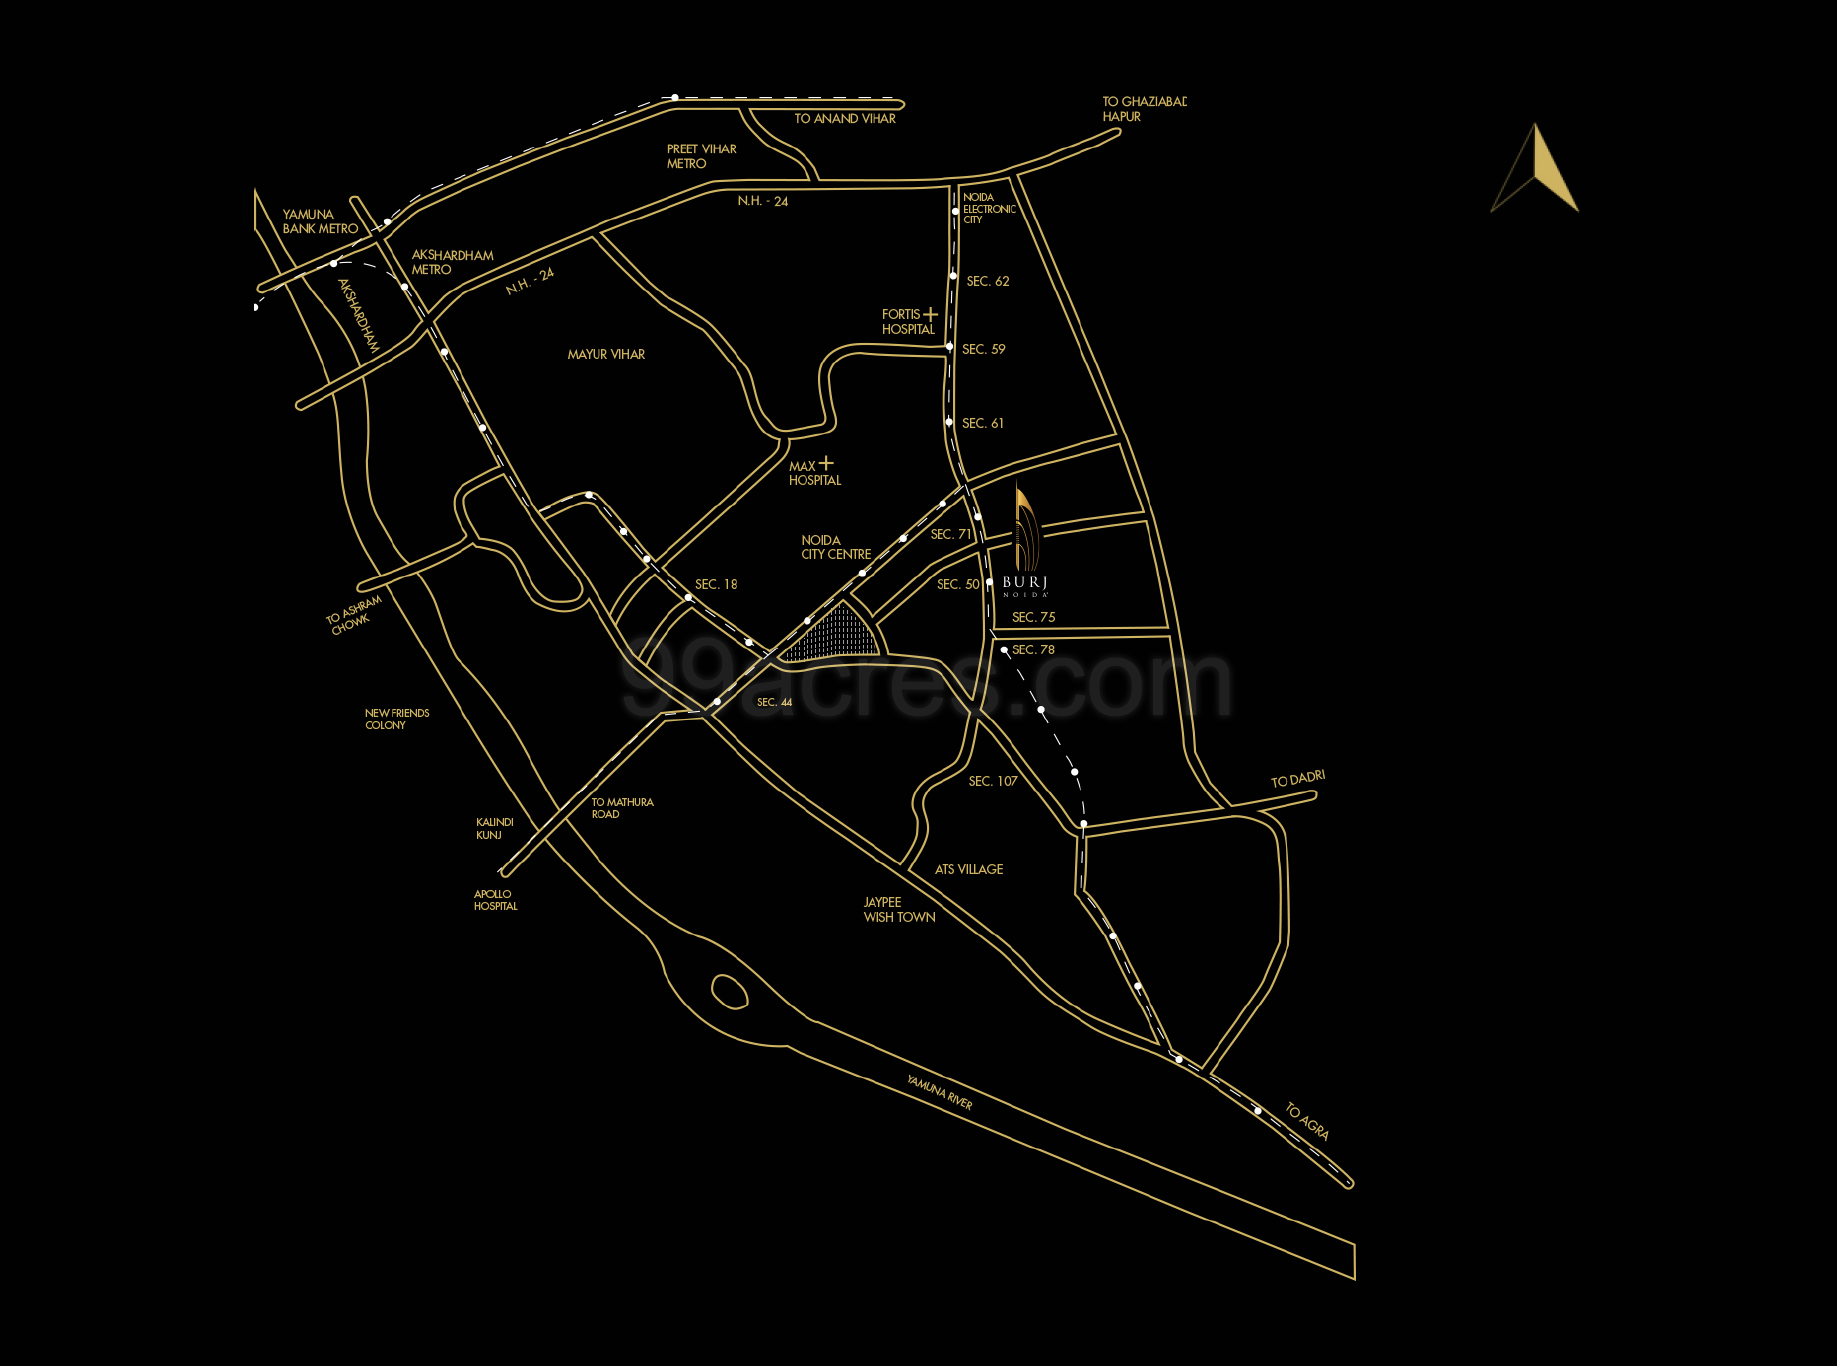 TO GHAZIABAD
HAPUR
TO ANAND VIHAR
PREET VIHAR
METRO
N.H. - 24
NOIDA
ELECTRONIC
CITY
YAMUNA
BANK METRO
AKSHARDHAM
METRO
N.H. - 24
AKSHARDHAM
SEC. 62
FORTIS
HOSPITAL
SEC. 59
MAYUR VIHAR
SEC. 61
MAX
HOSPITAL
NOIDA
CITY CENTRE
SEC. 71
SEC. 18
SEC. 50
BURJ
NOIDA
TO ASHRAM
CHOWK
SEC. 75
SEC. 78
99acres.com
SEC. 44
NEW FRIENDS
COLONY
SEC. 107
TO DADRI
TO MATHURA
ROAD
KALINDI
KUNJ
ATS VILLAGE
APOLLO
HOSPITAL
JAYPEE
WISH TOWN
YAMUNA RIVER
TO AGRA